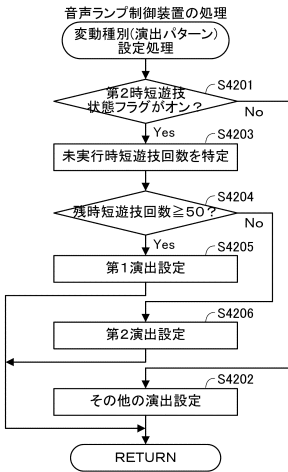 音声ランプ制御装置の処理
変動種別(演出パターン)
設定処理
第2時短遊技
状態フラグがオン？
S4201
No
Yes
S4203
未実行時短遊技回数を特定
S4204
残時短遊技回数≧50？
No
Yes
S4205
第1演出設定
S4206
第2演出設定
S4202
その他の演出設定
RETURN